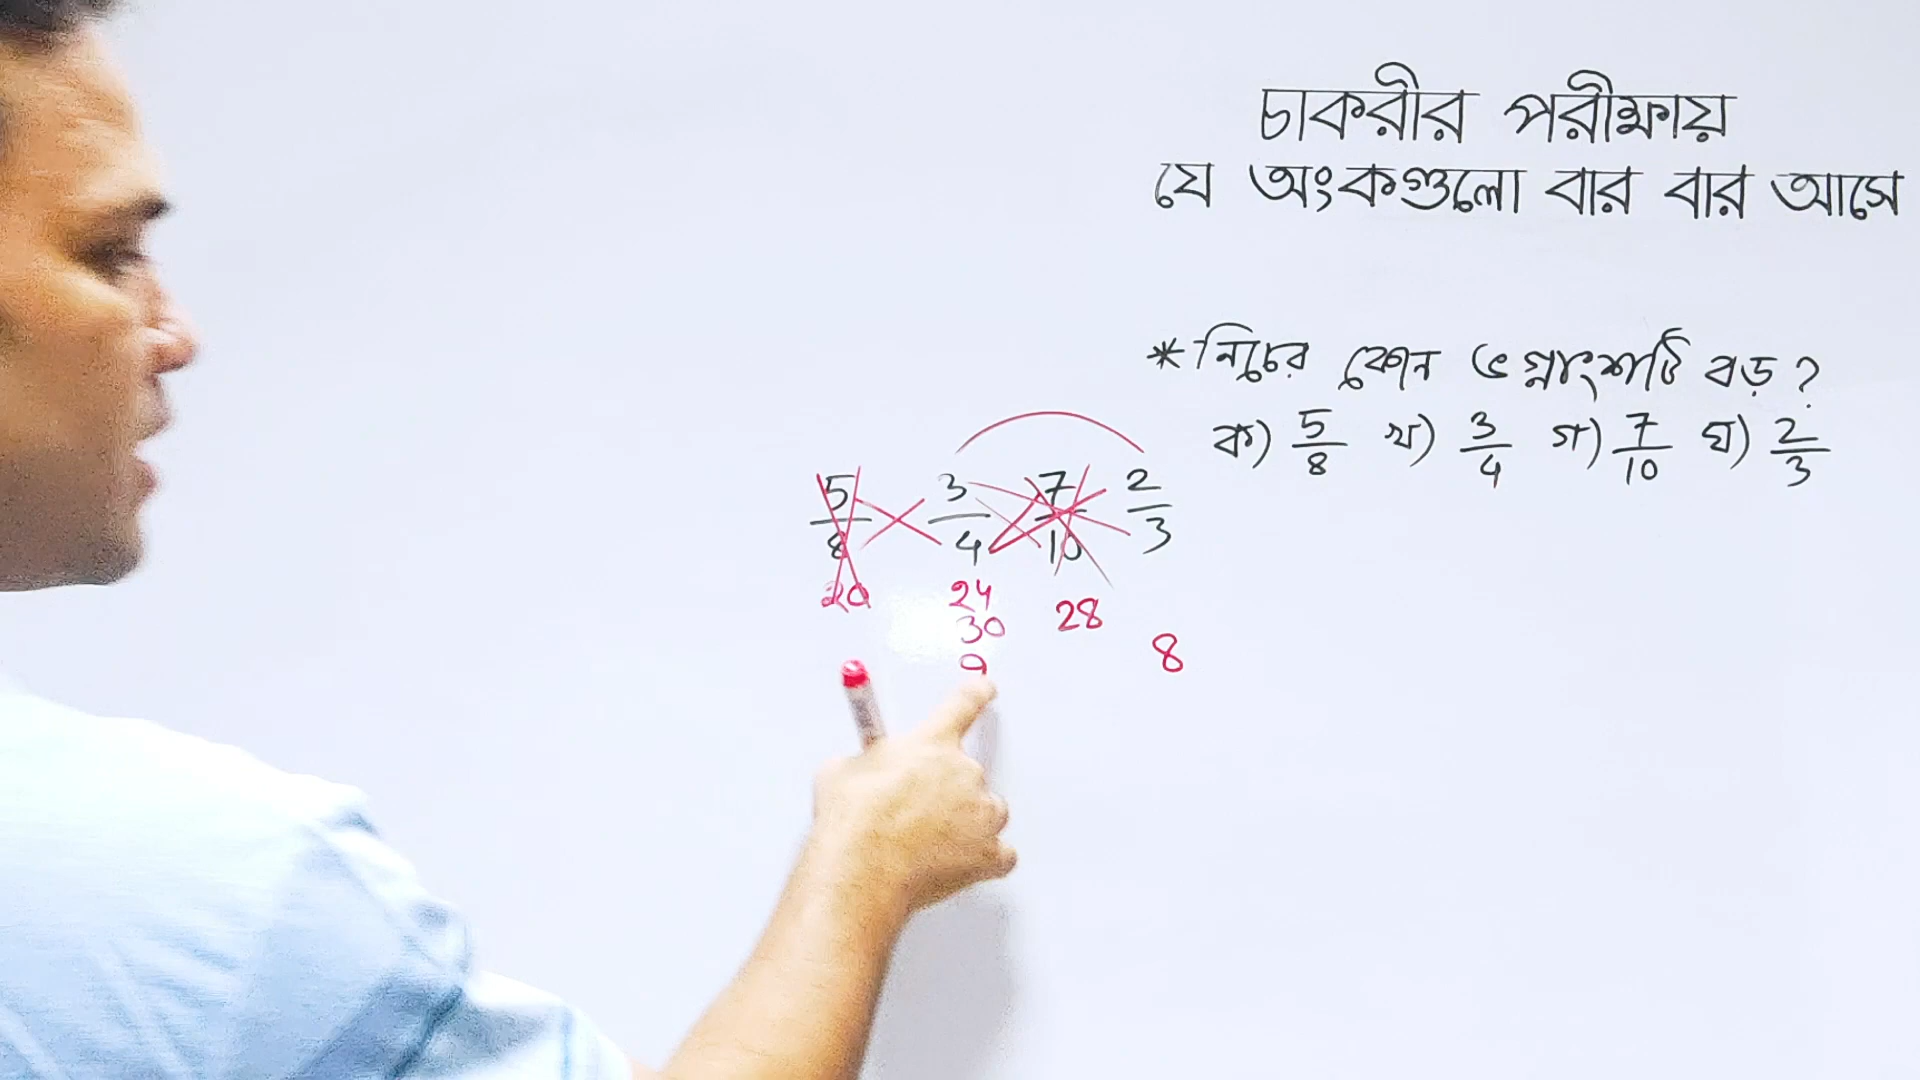 চাকরীর পরীক্ষায়
যে অংকগুলো বার বার আসে
* নিচের কোন ভগ্নাংশটি বড় ?
ক) 5/8 খ) 3/4 গ) 7/10 ঘ) 2/3
5/8 3/4 7/10 2/3
20 24 28
30
9 8